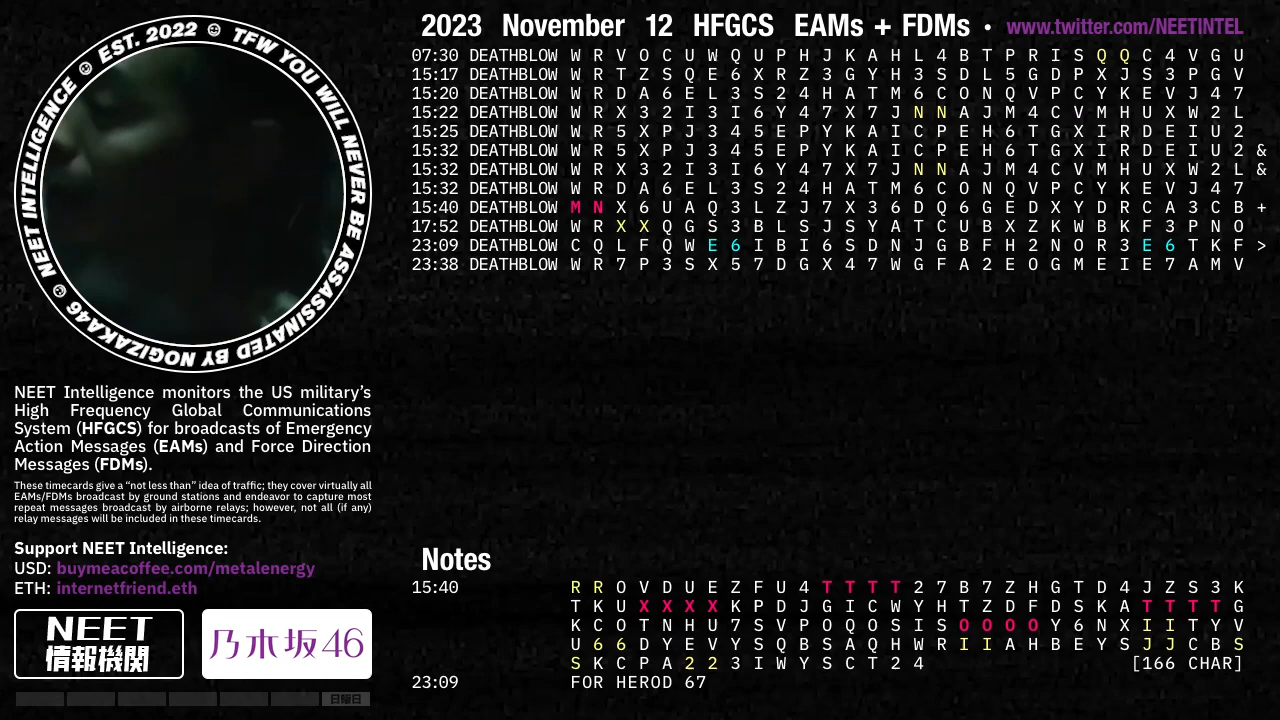 NEET INTELLIGENCE ☺ EST. 2022 ☺ TFW YOU WILL NEVER BE ASSASSINATED BY NOGIZAKA46 ☺
NEET Intelligence monitors the US military's
High Frequency Global Communications
System (HFGCS) for broadcasts of Emergency
Action Messages (EAMs) and Force Direction
Messages (FDMs).
These timecards give a “not less than” idea of traffic; they cover virtually all
EAMs/FDMs broadcast by ground stations and endeavor to capture most
repeat messages broadcast by airborne relays; however, not all (if any)
relay messages will be included in these timecards.
Support NEET Intelligence:
USD: buymeacoffee.com/metalenergy
ETH: internetfriend.eth
NEET
情報機関
乃木坂46
日曜日
2023 November 12 HFGCS EAMs + FDMs • www.twitter.com/NEETINTEL
07:30 DEATHBLOW W R V O C U W Q U P H J K A H L 4 B T P R I S Q Q C 4 V G U
15:17 DEATHBLOW W R T Z S Q E 6 X R Z 3 G Y H 3 S D L 5 G D P X J S 3 P G V
15:20 DEATHBLOW W R D A 6 E L 3 S 2 4 H A T M 6 C O N Q V P C Y K E V J 4 7
15:22 DEATHBLOW W R X 3 2 I 3 I 6 Y 4 7 X 7 J N N A J M 4 C V M H U X W 2 L
15:25 DEATHBLOW W R 5 X P J 3 4 5 E P Y K A I C P E H 6 T G X I R D E I U 2
15:32 DEATHBLOW W R 5 X P J 3 4 5 E P Y K A I C P E H 6 T G X I R D E I U 2 &
15:32 DEATHBLOW W R X 3 2 I 3 I 6 Y 4 7 X 7 J N N A J M 4 C V M H U X W 2 L &
15:32 DEATHBLOW W R D A 6 E L 3 S 2 4 H A T M 6 C O N Q V P C Y K E V J 4 7
15:40 DEATHBLOW M N X 6 U A Q 3 L Z J 7 X 3 6 D Q 6 G E D X Y D R C A 3 C B +
17:52 DEATHBLOW W R X X Q G S 3 B L S J S Y A T C U B X Z K W B K F 3 P N O
23:09 DEATHBLOW C Q L F Q W E 6 I B I 6 S D N J G B F H 2 N O R 3 E 6 T K F >
23:38 DEATHBLOW W R 7 P 3 S X 5 7 D G X 4 7 W G F A 2 E O G M E I E 7 A M V
Notes
15:40 R R O V D U E Z F U 4 T T T T 2 7 B 7 Z H G T D 4 J Z S 3 K
T K U X X X X K P D J G I C W Y H T Z D F D S K A T T T T G
K C O T N H U 7 S V P O Q O S I S O O O O Y 6 N X I I T Y V
U 6 6 D Y E V Y S Q B S A Q H W R I I A H B E Y S J J C B S
S K C P A 2 2 3 I W Y S C T 2 4 [166 CHAR]
23:09 FOR HEROD 67